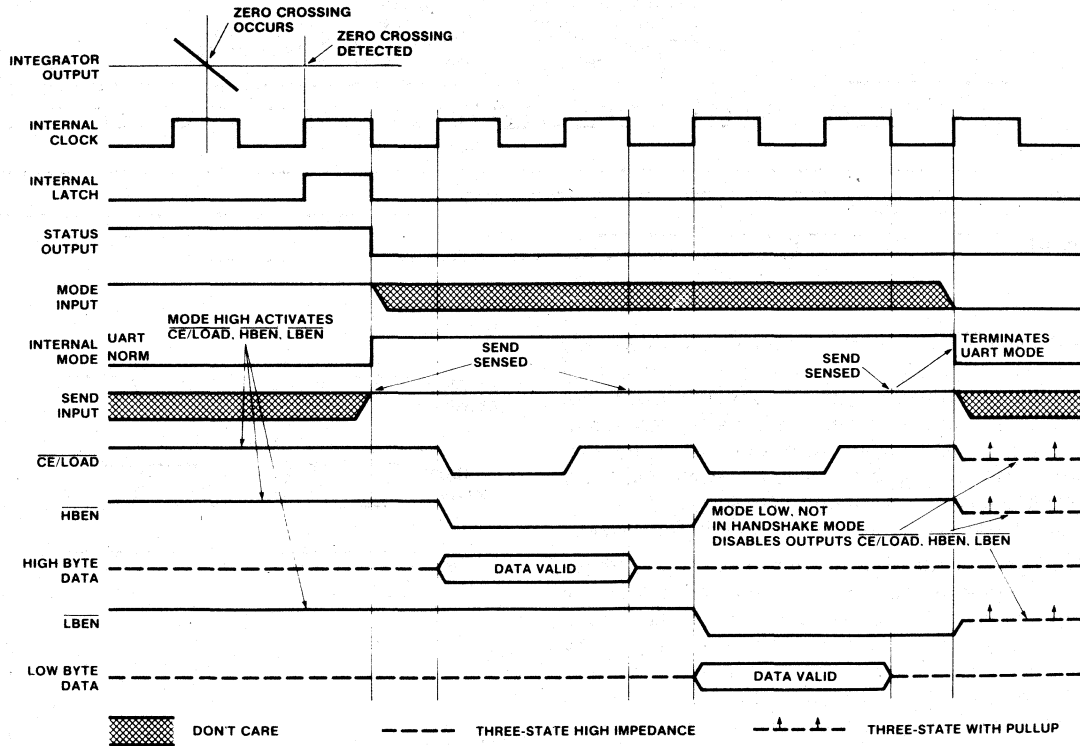 ZERO CROSSING
OCCURS
ZERO CROSSING
DETECTED
INTEGRATOR
OUTPUT
INTERNAL
CLOCK
INTERNAL
LATCH
STATUS
OUTPUT
MODE
INPUT
MODE HIGH ACTIVATES
CE/LOAD, HBEN, LBEN
INTERNAL
MODE
UART
NORM
SEND
SENSED
SEND
SENSED
TERMINATES
UART MODE
SEND
INPUT
CE/LOAD
HBEN
MODE LOW, NOT
IN HANDSHAKE MODE
DISABLES OUTPUTS CE/LOAD, HBEN, LBEN
HIGH BYTE
DATA
DATA VALID
LBEN
LOW BYTE
DATA
DATA VALID
DON'T CARE
THREE-STATE HIGH IMPEDANCE
THREE-STATE WITH PULLUP